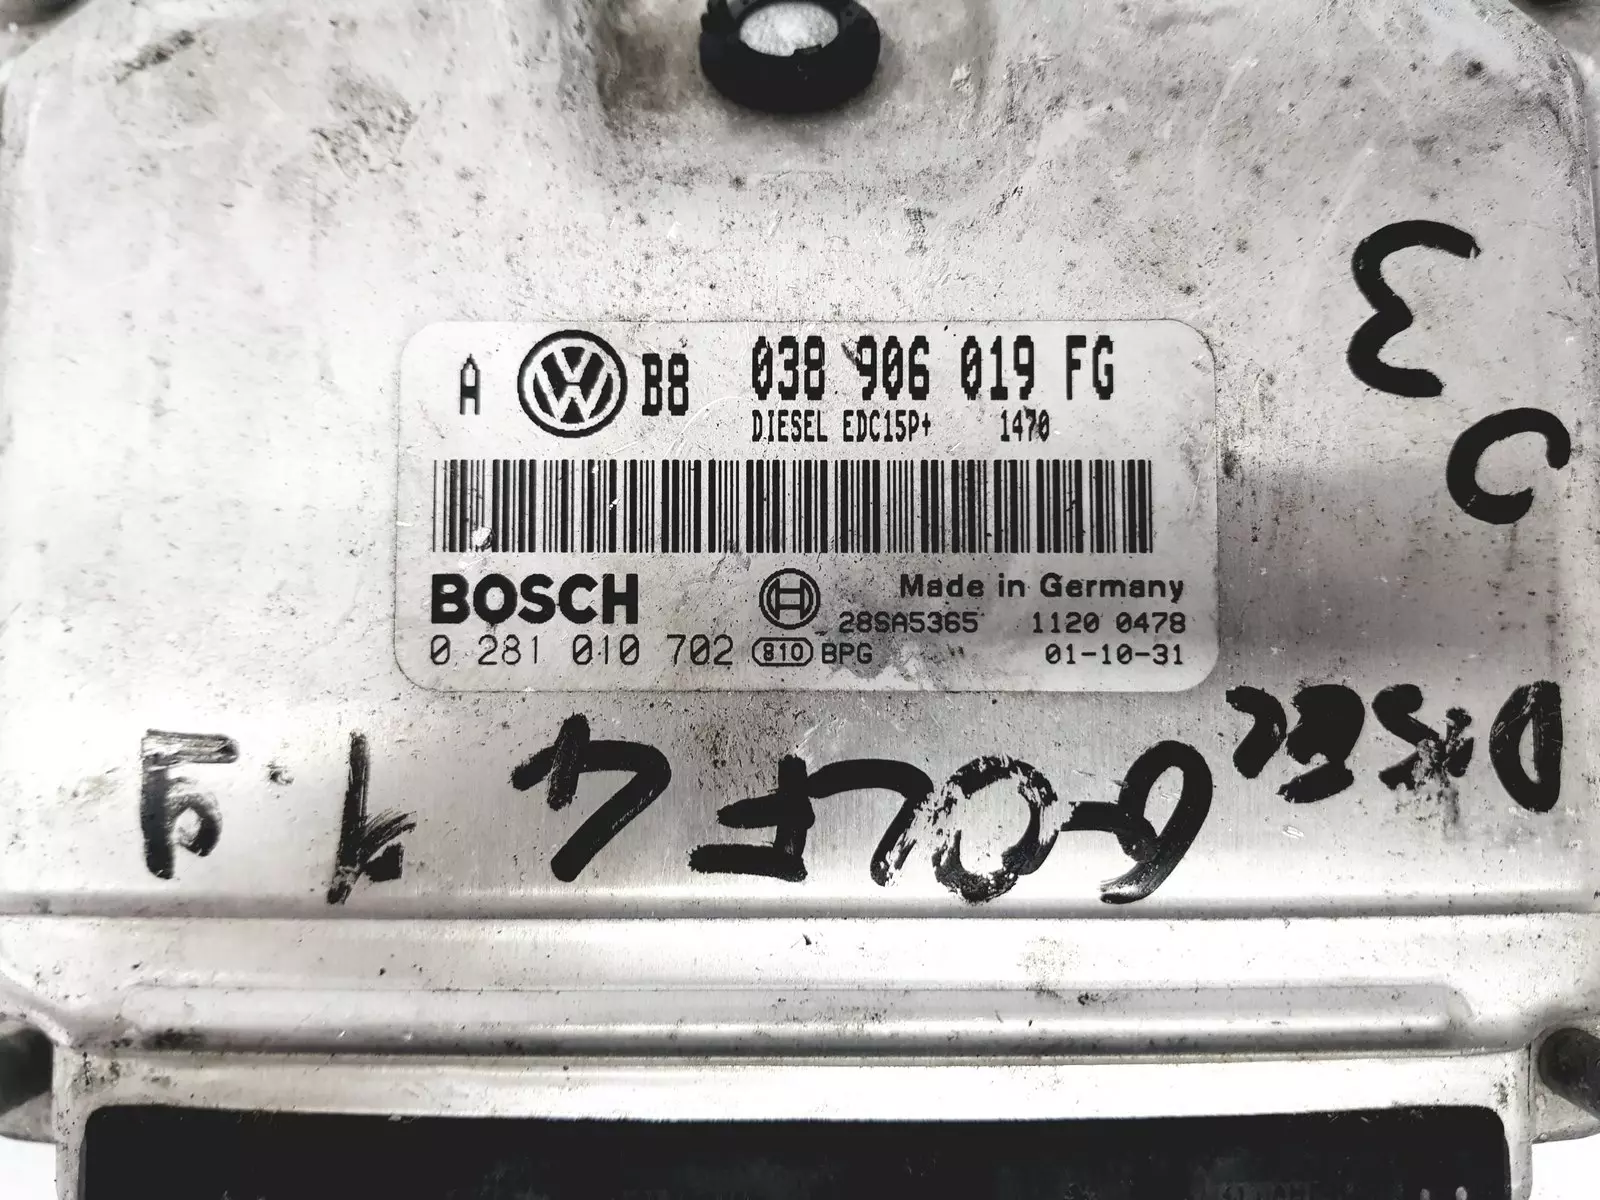 A B8 038 906 019 FG
DIESEL EDC15P+ 1470
BOSCH Made in Germany
28SA5365 1120 0478
0 281 010 702 810 BPG 01-10-31
DISEL GOLF 4 1.9